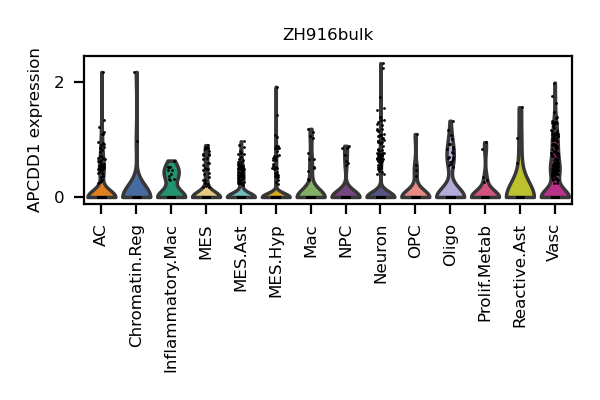 ZH916bulk
APCDD1 expression
2
0
AC
Chromatin.Reg
Inflammatory.Mac
MES
MES.Ast
MES.Hyp
Mac
NPC
Neuron
OPC
Oligo
Prolif.Metab
Reactive.Ast
Vasc